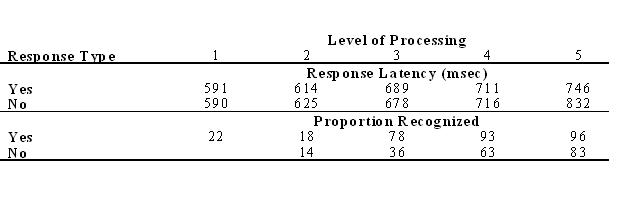 Level of Processing
Response Type 1 2 3 4 5
Response Latency (msec)
Yes 591 614 689 711 746
No 590 625 678 716 832
Proportion Recognized
Yes 22 18 78 93 96
No 14 36 63 83